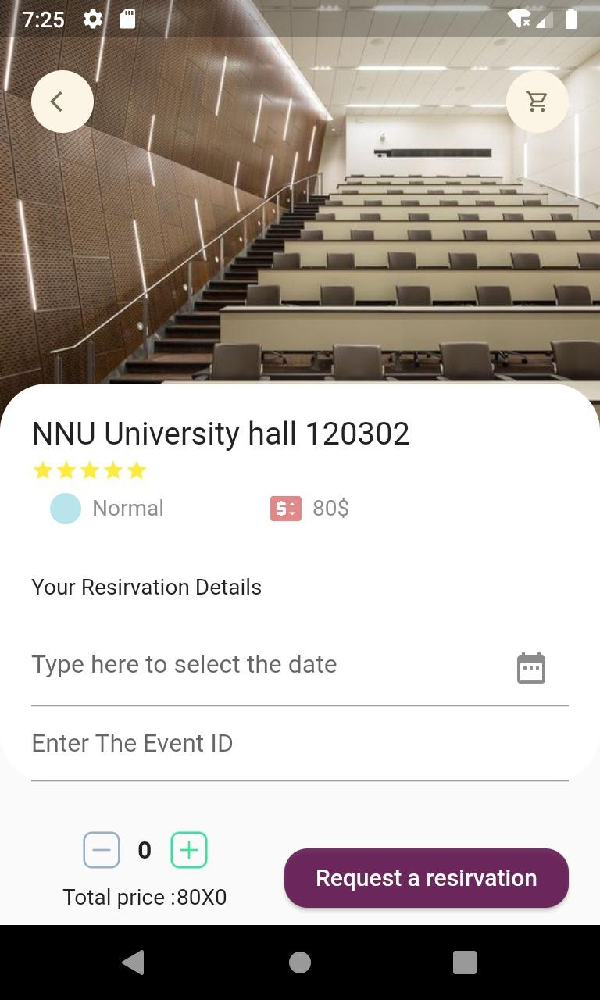 7:25
NNU University hall 120302
Normal
80$
Your Resirvation Details
Type here to select the date
Enter The Event ID
0
Total price :80X0
Request a resirvation